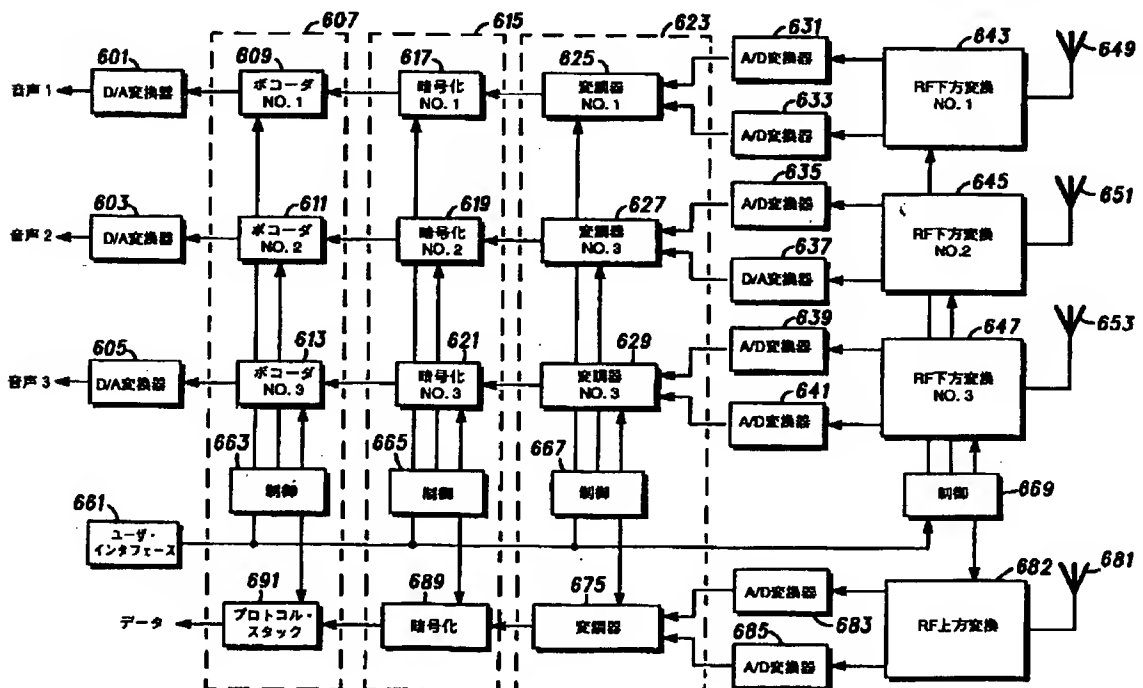 607
615
623
631
643
649
601
609
617
625
音声1
D/A変換器
ボコーダ
NO.1
暗号化
NO.1
変調器
NO.1
A/D変換器
RF下方変換
NO.1
633
A/D変換器
635
645
651
603
611
619
627
音声2
D/A変換器
ボコーダ
NO.2
暗号化
NO.2
変調器
NO.3
A/D変換器
RF下方変換
NO.2
637
D/A変換器
639
647
653
605
613
621
629
音声3
D/A変換器
ボコーダ
NO.3
暗号化
NO.3
変調器
NO.3
A/D変換器
RF下方変換
NO.3
641
A/D変換器
663
665
667
制御
制御
制御
制御
669
661
ユーザ・
インタフェース
691
689
675
682
681
データ
プロトコル・
スタック
暗号化
変調器
A/D変換器
683
RF上方変換
685
A/D変換器